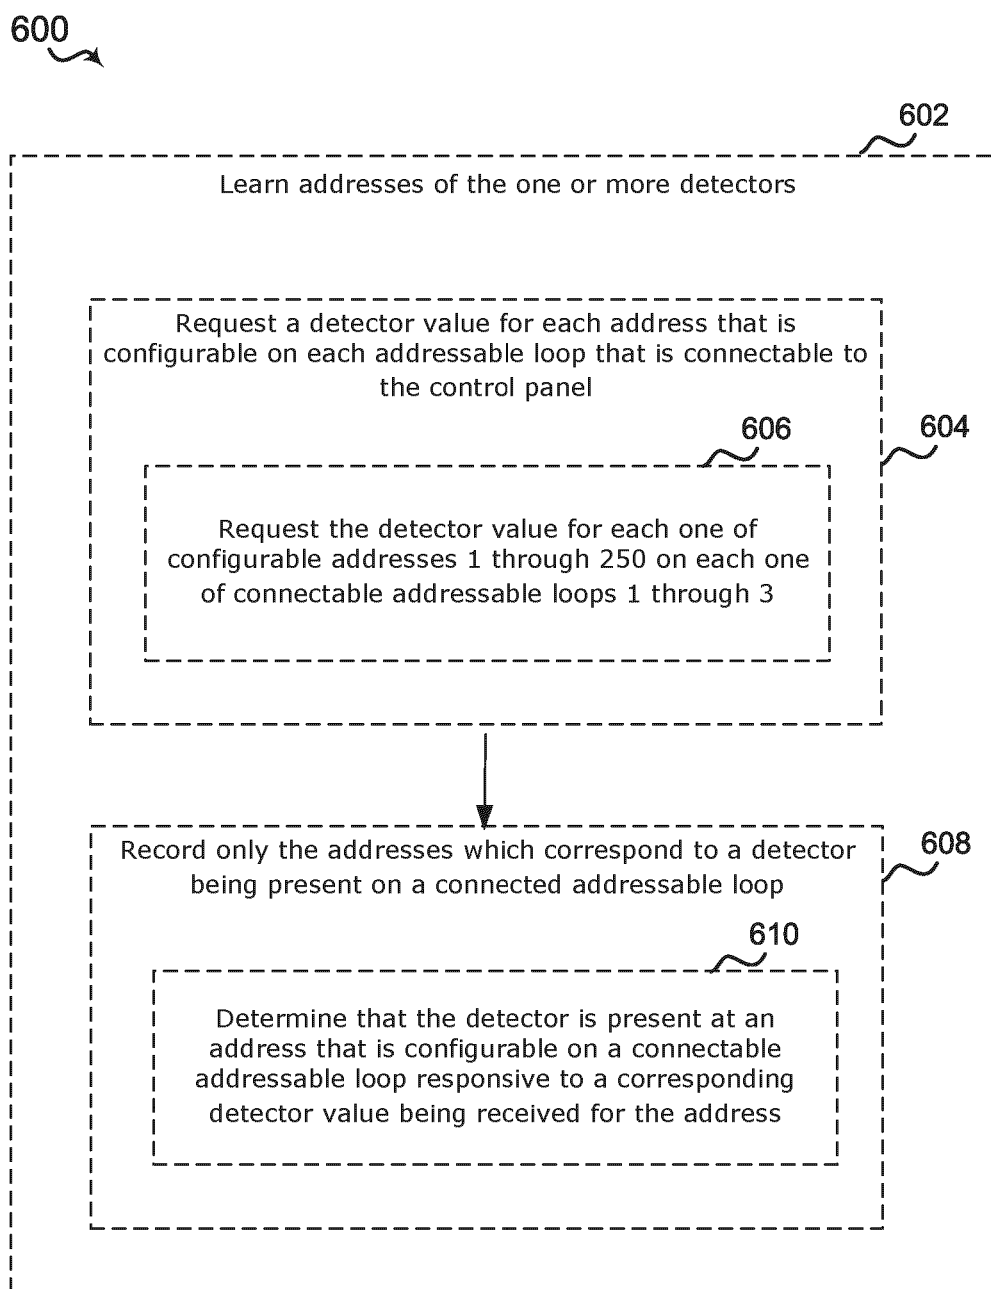 600
602
Learn addresses of the one or more detectors
Request a detector value for each address that is
configurable on each addressable loop that is connectable to
the control panel
604
606
Request the detector value for each one of
configurable addresses 1 through 250 on each one
of connectable addressable loops 1 through 3
Record only the addresses which correspond to a detector
being present on a connected addressable loop
608
610
Determine that the detector is present at an
address that is configurable on a connectable
addressable loop responsive to a corresponding
detector value being received for the address